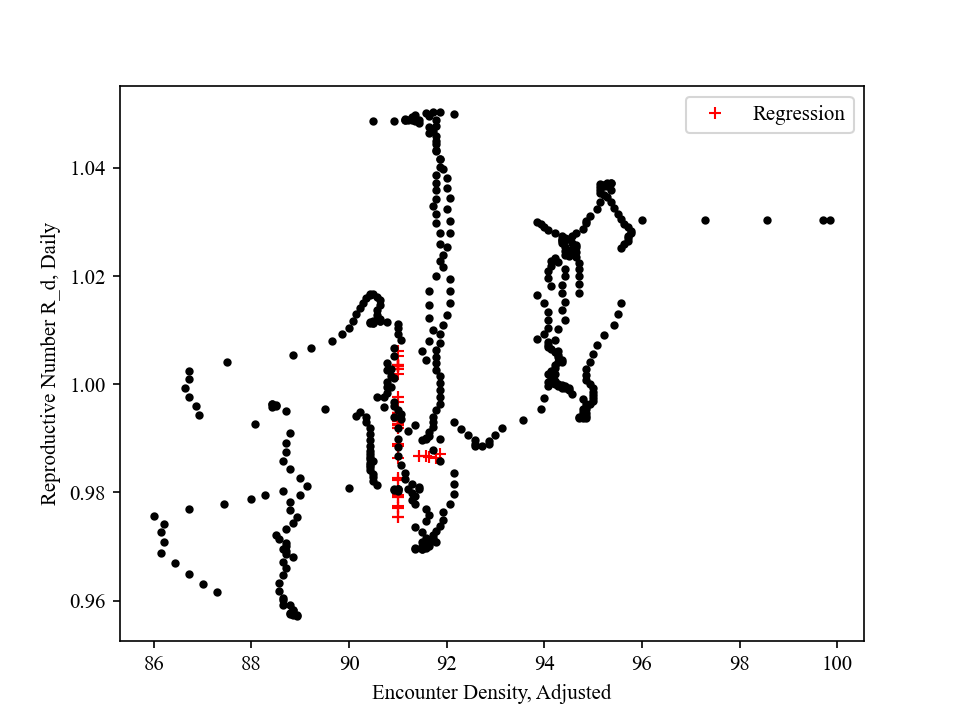 Regression
1.04
1.02
1.00
0.98
0.96
Reproductive Number R_d, Daily
86 88 90 92 94 96 98 100
Encounter Density, Adjusted